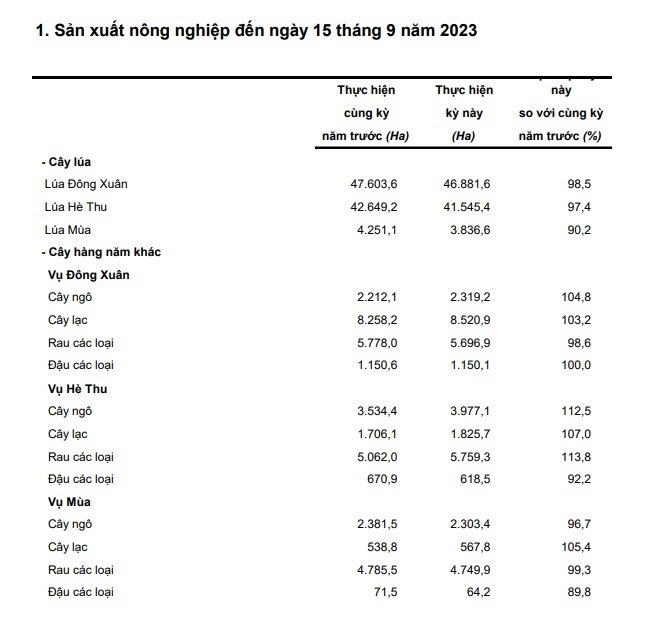 1. Sản xuất nông nghiệp đến ngày 15 tháng 9 năm 2023
Thực hiện Thực hiện này
cùng kỳ kỳ này so với cùng kỳ
năm trước (Ha) (Ha) năm trước (%)
- Cây lúa
Lúa Đông Xuân 47.603,6 46.881,6 98,5
Lúa Hè Thu 42.649,2 41.545,4 97,4
Lúa Mùa 4.251,1 3.836,6 90,2
- Cây hàng năm khác
Vụ Đông Xuân
Cây ngô 2.212,1 2.319,2 104,8
Cây lạc 8.258,2 8.520,9 103,2
Rau các loại 5.778,0 5.696,9 98,6
Đậu các loại 1.150,6 1.150,1 100,0
Vụ Hè Thu
Cây ngô 3.534,4 3.977,1 112,5
Cây lạc 1.706,1 1.825,7 107,0
Rau các loại 5.062,0 5.759,3 113,8
Đậu các loại 670,9 618,5 92,2
Vụ Mùa
Cây ngô 2.381,5 2.303,4 96,7
Cây lạc 538,8 567,8 105,4
Rau các loại 4.785,5 4.749,9 99,3
Đậu các loại 71,5 64,2 89,8